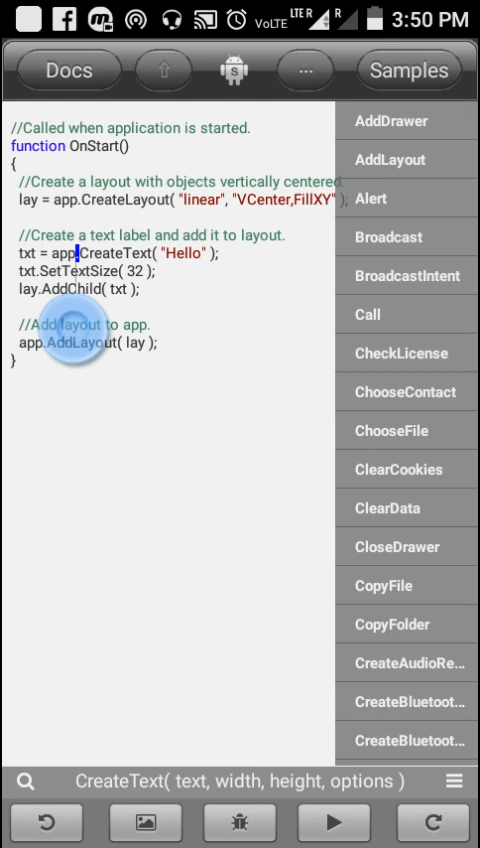 VoLTE LTE R R 3:50 PM
Docs ... Samples
//Called when application is started.
function OnStart()
{
//Create a layout with objects vertically centered.
lay = app.CreateLayout( "linear", "VCenter,FillXY" );
//Create a text label and add it to layout.
txt = app.CreateText( "Hello" );
txt.SetTextSize( 32 );
lay.AddChild( txt );
//Add layout to app.
app.AddLayout( lay );
}
AddDrawer
AddLayout
Alert
Broadcast
BroadcastIntent
Call
CheckLicense
ChooseContact
ChooseFile
ClearCookies
ClearData
CloseDrawer
CopyFile
CopyFolder
CreateAudioRe...
CreateBluetoot...
CreateBluetoot...
CreateText( text, width, height, options )